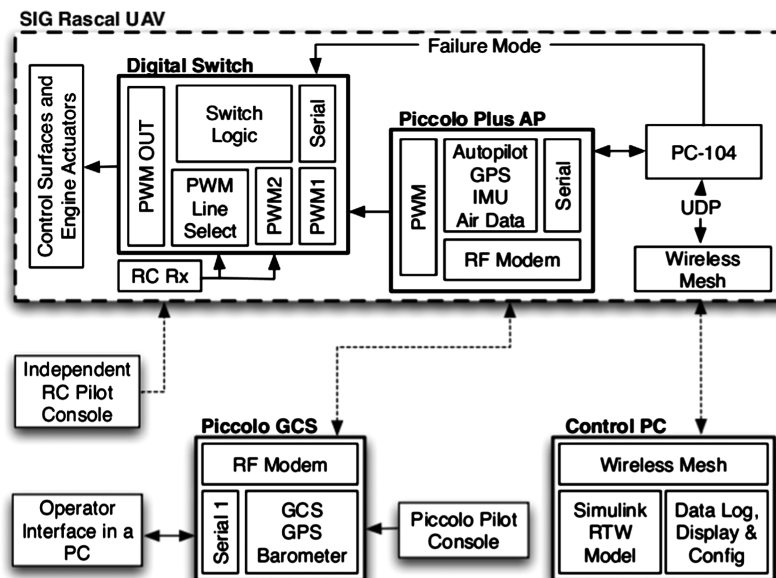 SIG Rascal UAV
Failure Mode
Digital Switch
Control Surfaces and
Engine Actuators
PWM OUT
Switch
Logic
Serial
PWM
Line
Select
PWM2
PWM1
RC Rx
Piccolo Plus AP
PWM
Autopilot
GPS
IMU
Air Data
Serial
RF Modem
PC-104
UDP
Wireless
Mesh
Independent
RC Pilot
Console
Piccolo GCS
RF Modem
Serial 1
GCS
GPS
Barometer
Operator
Interface in a
PC
Piccolo Pilot
Console
Control PC
Wireless Mesh
Simulink
RTW
Model
Data Log,
Display &
Config